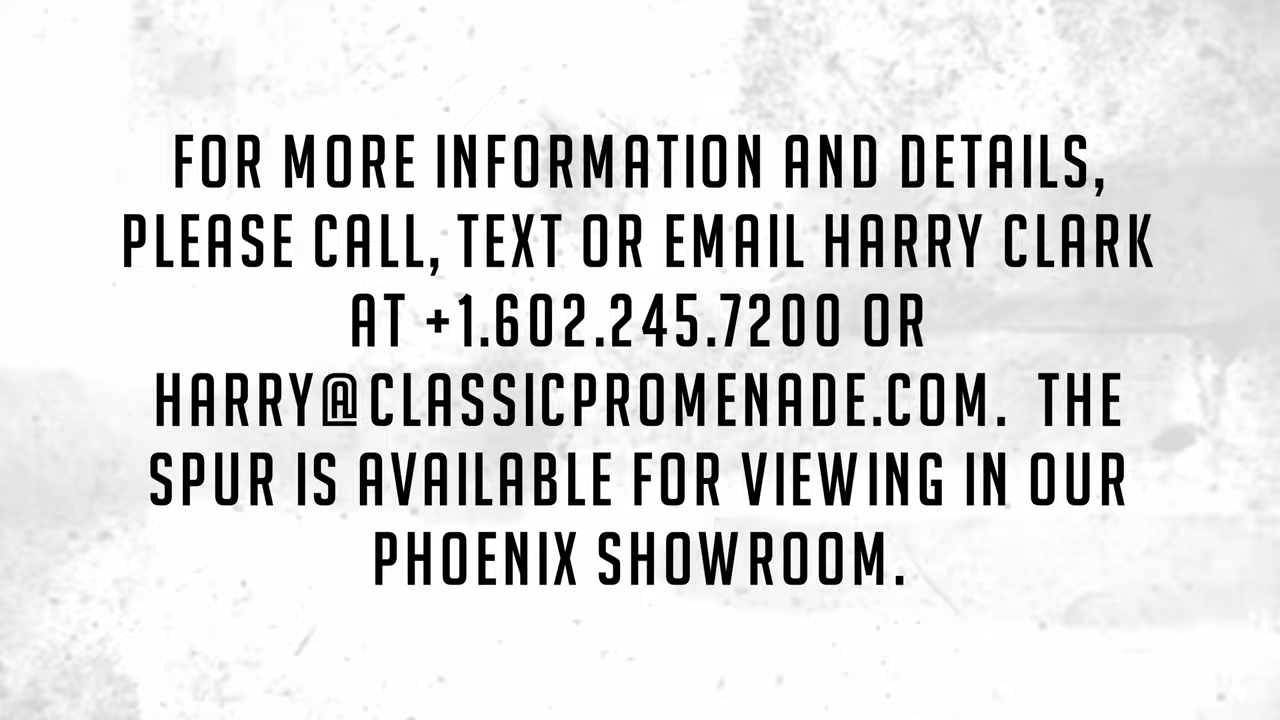 FOR MORE INFORMATION AND DETAILS,
PLEASE CALL, TEXT OR EMAIL HARRY CLARK
AT +1.602.245.7200 OR
HARRY@CLASSICPROMENADE.COM.  THE
SPUR IS AVAILABLE FOR VIEWING IN OUR
PHOENIX SHOWROOM.